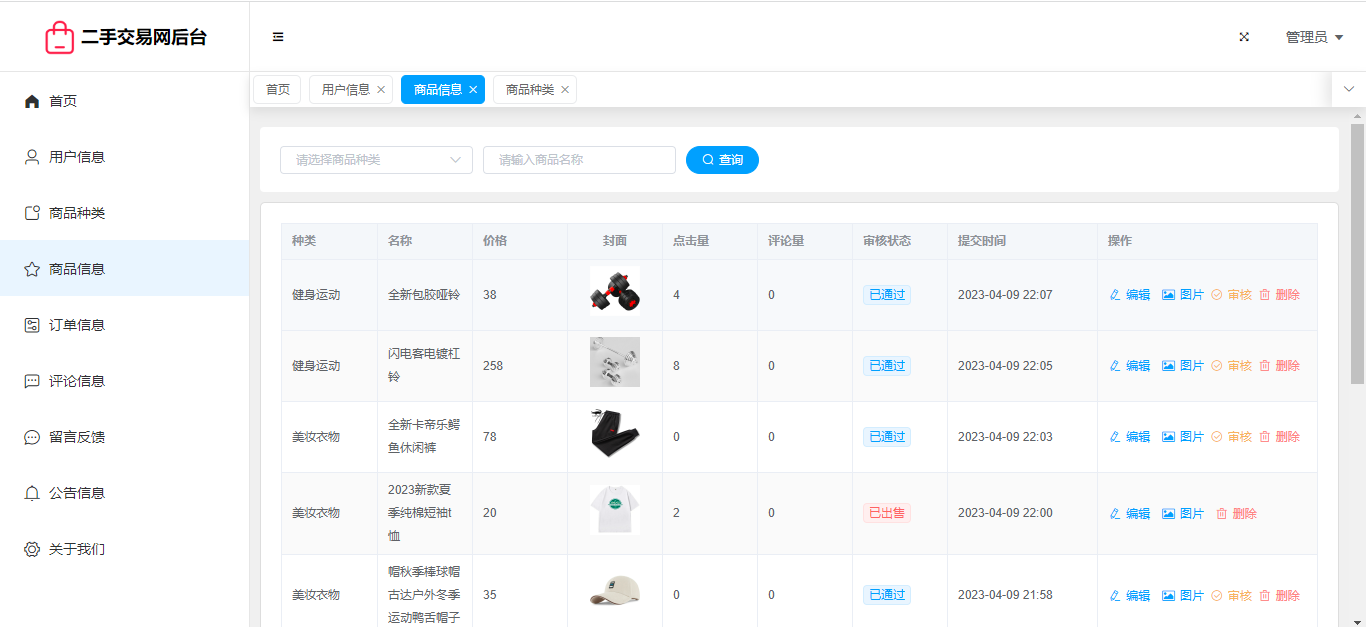 二手交易网后台
管理员
首页
用户信息
商品种类
商品信息
订单信息
评论信息
留言反馈
公告信息
关于我们
首页 用户信息 商品信息 商品种类
请选择商品种类 请输入商品名称 查询
种类 名称 价格 封面 点击量 评论量 审核状态 提交时间 操作
健身运动 全新包胶哑铃 38 4 0 已通过 2023-04-09 22:07 编辑 图片 审核 删除
闪电客电镀杠
健身运动 258 8 0 已通过 2023-04-09 22:05 编辑 图片 审核 删除
铃
全新卡帝乐鳄
美妆衣物 78 0 0 已通过 2023-04-09 22:03 编辑 图片 审核 删除
鱼休闲裤
2023新款夏
美妆衣物 季纯棉短袖t 20 2 0 已出售 2023-04-09 22:00 编辑 图片 删除
恤
帽秋季棒球帽
美妆衣物 古达户外冬季 35 0 0 已通过 2023-04-09 21:58 编辑 图片 审核 删除
运动鸭舌帽子